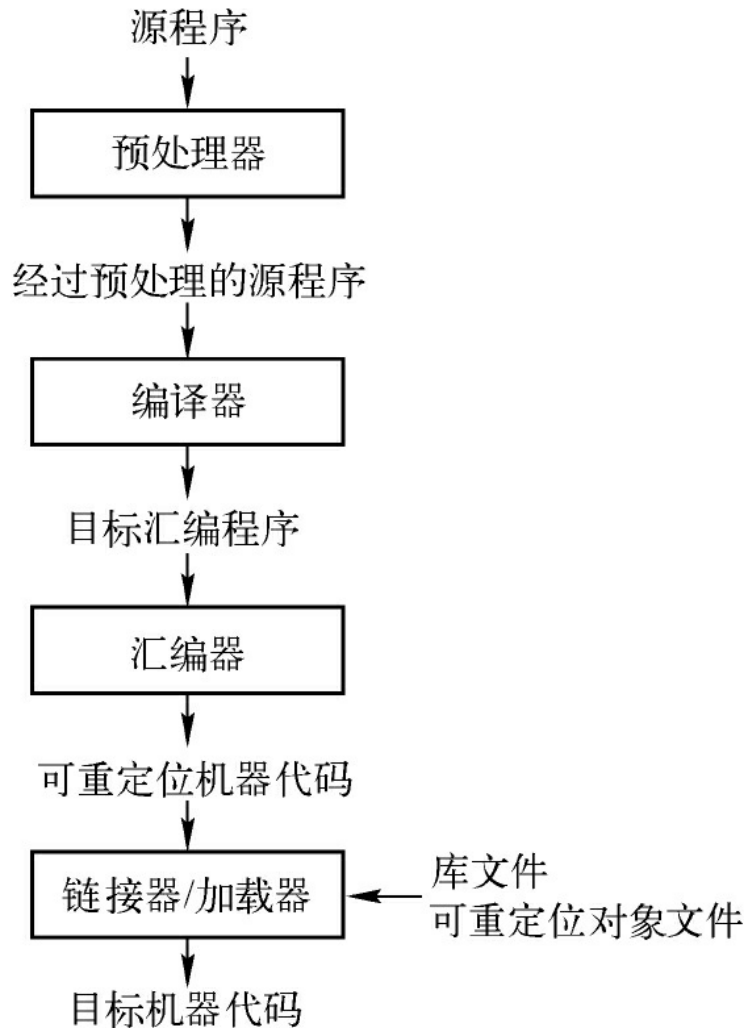 源程序
预处理器
经过预处理的源程序
编译器
目标汇编程序
汇编器
可重定位机器代码
链接器/加载器
库文件
可重定位对象文件
目标机器代码